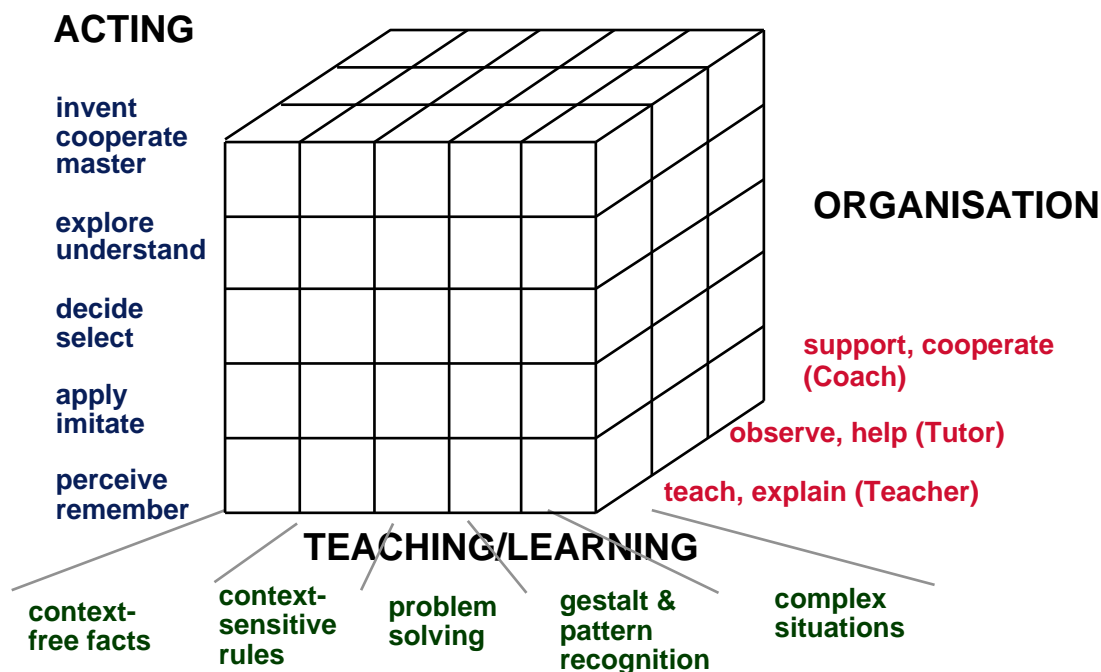 ACTING
invent
cooperate
master
explore
understand
decide
select
apply
imitate
perceive
remember
ORGANISATION
support, cooperate
(Coach)
observe, help (Tutor)
teach, explain (Teacher)
TEACHING/LEARNING
context-
free facts
context-
sensitive
rules
problem
solving
gestalt &
pattern
recognition
complex
situations